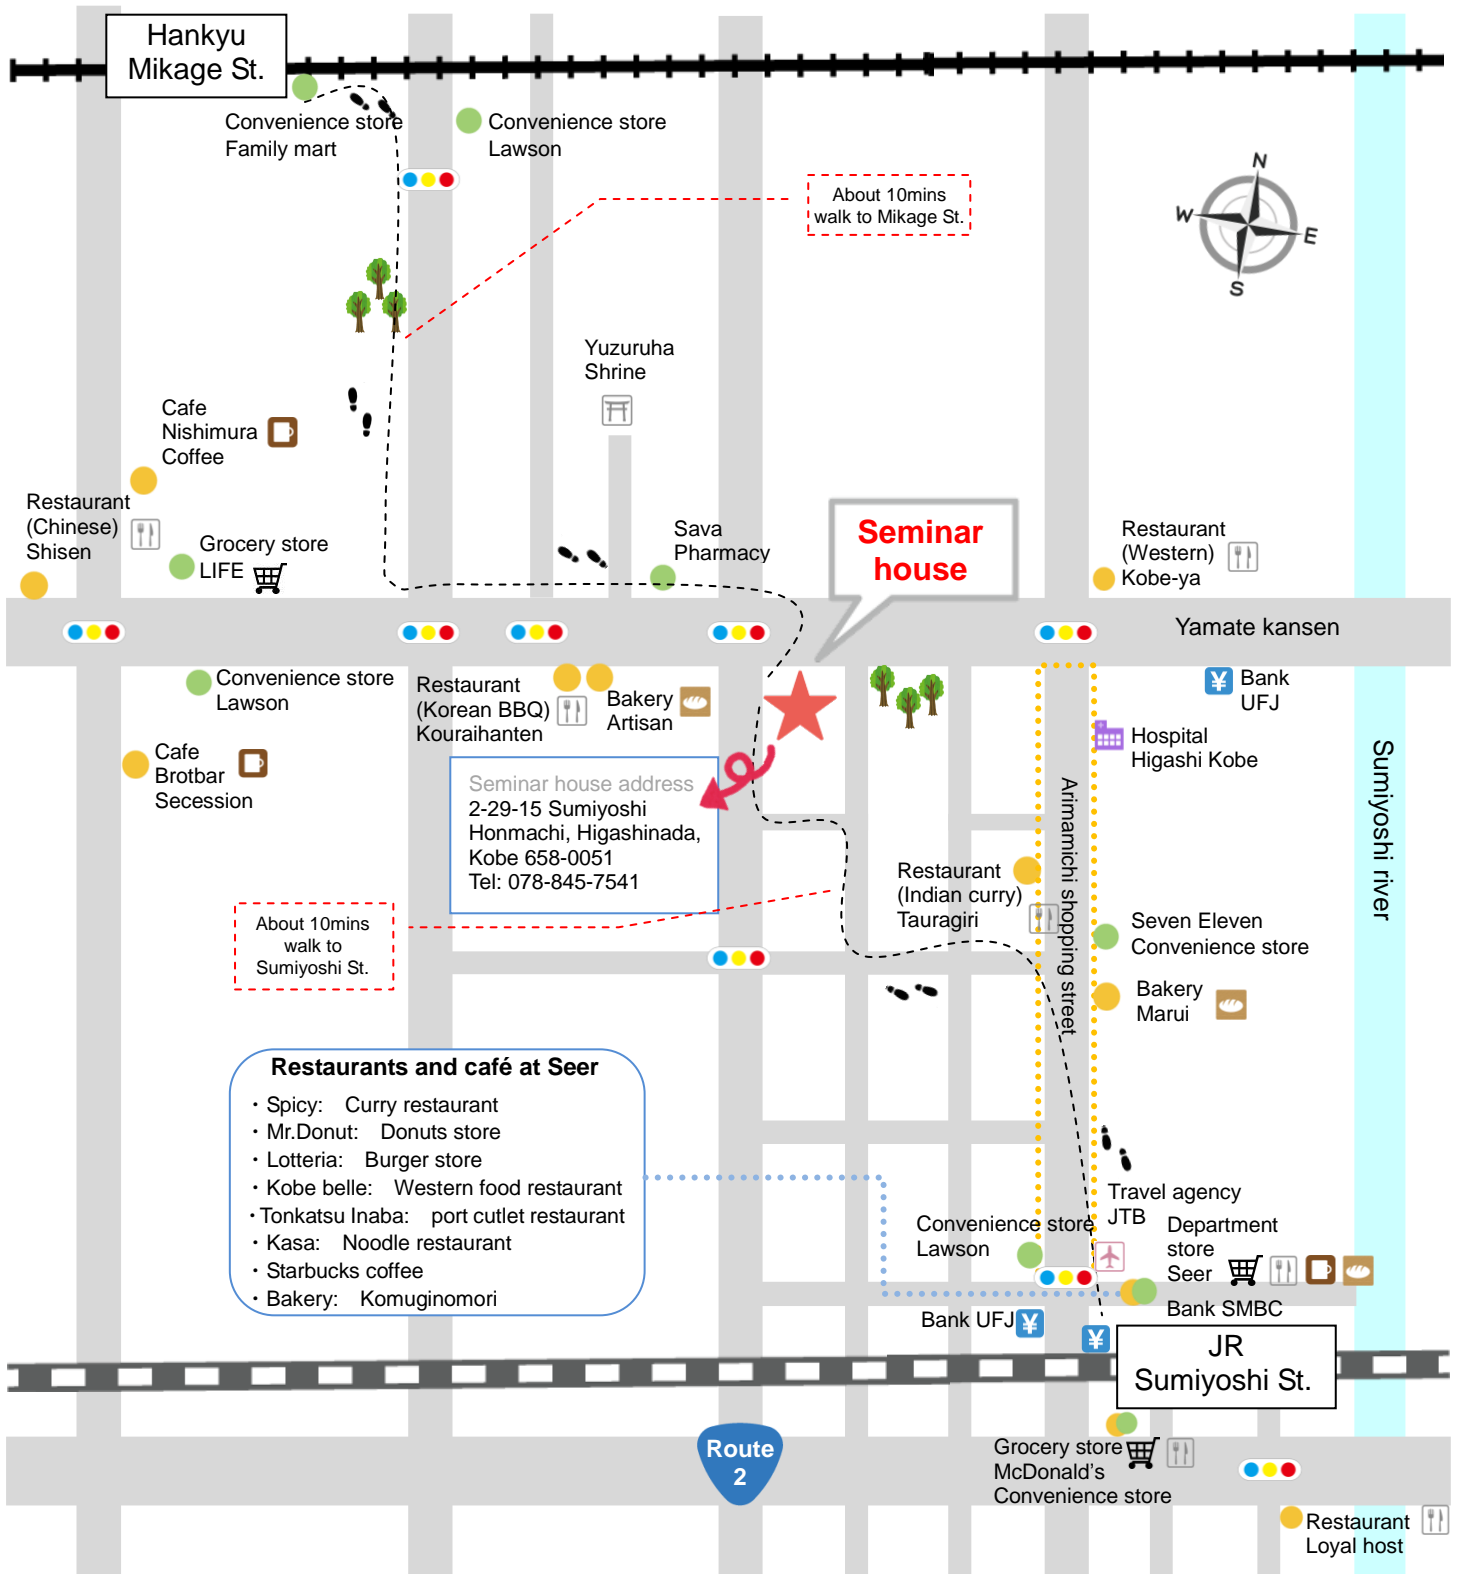 Hankyu
Mikage St.
Convenience store
Family mart
Convenience store
Lawson
About 10mins
walk to Mikage St.
N
W
E
S
Yuzuruha
Shrine
Cafe
Nishimura
Coffee
Restaurant
(Chinese)
Shisen
Grocery store
LIFE
Sava
Pharmacy
Seminar
house
Restaurant
(Western)
Kobe-ya
Yamate kansen
Convenience store
Lawson
Restaurant
(Korean BBQ)
Kouraihanten
Bakery
Artisan
¥
Bank
UFJ
Hospital
Higashi Kobe
Cafe
Brotbar
Secession
Seminar house address
2-29-15 Sumiyoshi
Honmachi, Higashinada,
Kobe 658-0051
Tel: 078-845-7541
Arimamichi shopping street
Sumiyoshi river
Restaurant
(Indian curry)
Tauragiri
About 10mins
walk to
Sumiyoshi St.
Seven Eleven
Convenience store
Bakery
Marui
Restaurants and café at Seer
・Spicy: Curry restaurant
・Mr.Donut: Donuts store
・Lotteria: Burger store
・Kobe belle: Western food restaurant
・Tonkatsu Inaba: port cutlet restaurant
・Kasa: Noodle restaurant
・Starbucks coffee
・Bakery: Komuginomori
Travel agency
JTB
Convenience store
Lawson
Department
store
Seer
Bank UFJ
¥
¥
Bank SMBC
JR
Sumiyoshi St.
Route
2
Grocery store
McDonald's
Convenience store
Restaurant
Loyal host